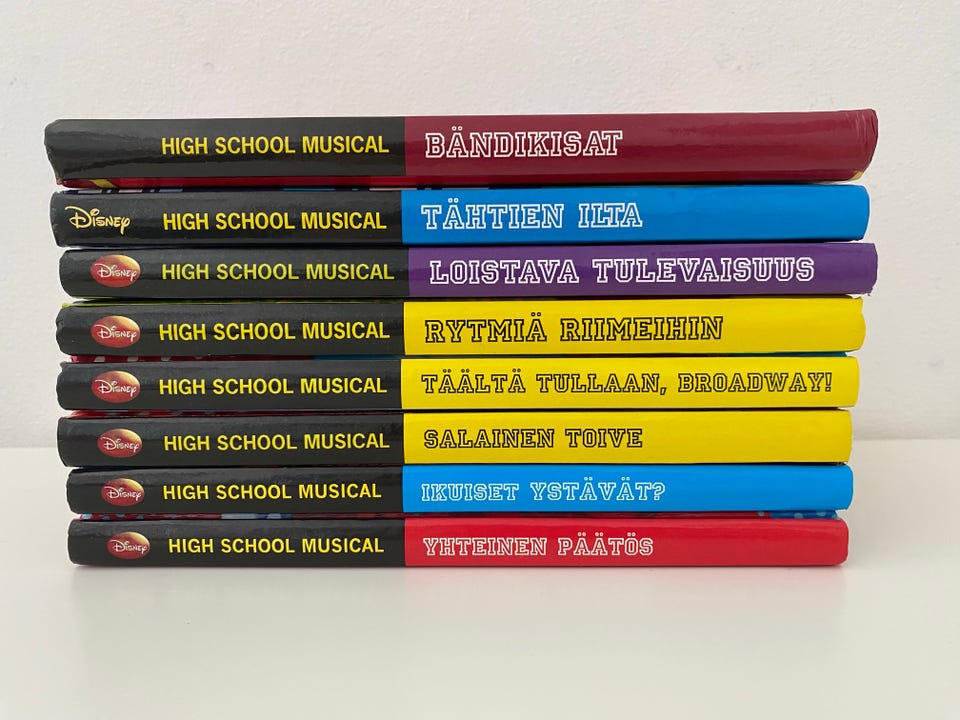 HIGH SCHOOL MUSICAL BÄNDIKISAT
Disney HIGH SCHOOL MUSICAL TÄHTIEN ILTA
Disney HIGH SCHOOL MUSICAL LOISTAVA TULEVAISUUS
Disney HIGH SCHOOL MUSICAL RYTMIÄ RIIMEIHIN
Disney HIGH SCHOOL MUSICAL TÄÄLTÄ TULLAAN, BROADWAY!
Disney HIGH SCHOOL MUSICAL SALAINEN TOIVE
Disney HIGH SCHOOL MUSICAL IKUISET YSTÄVÄT?
Disney HIGH SCHOOL MUSICAL YHTEINEN PÄÄTÖS